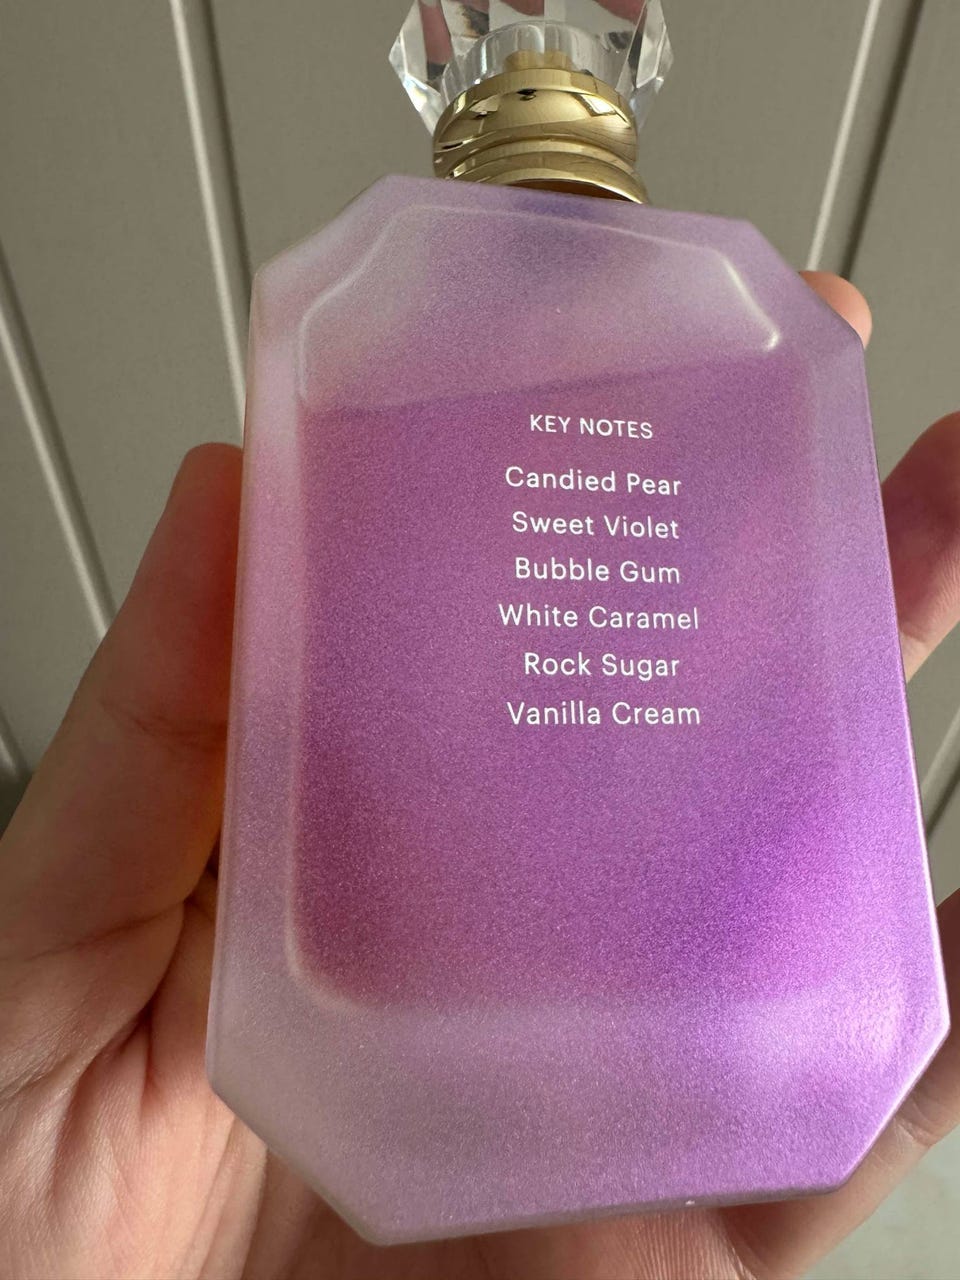 KEY NOTES
Candied Pear
Sweet Violet
Bubble Gum
White Caramel
Rock Sugar
Vanilla Cream